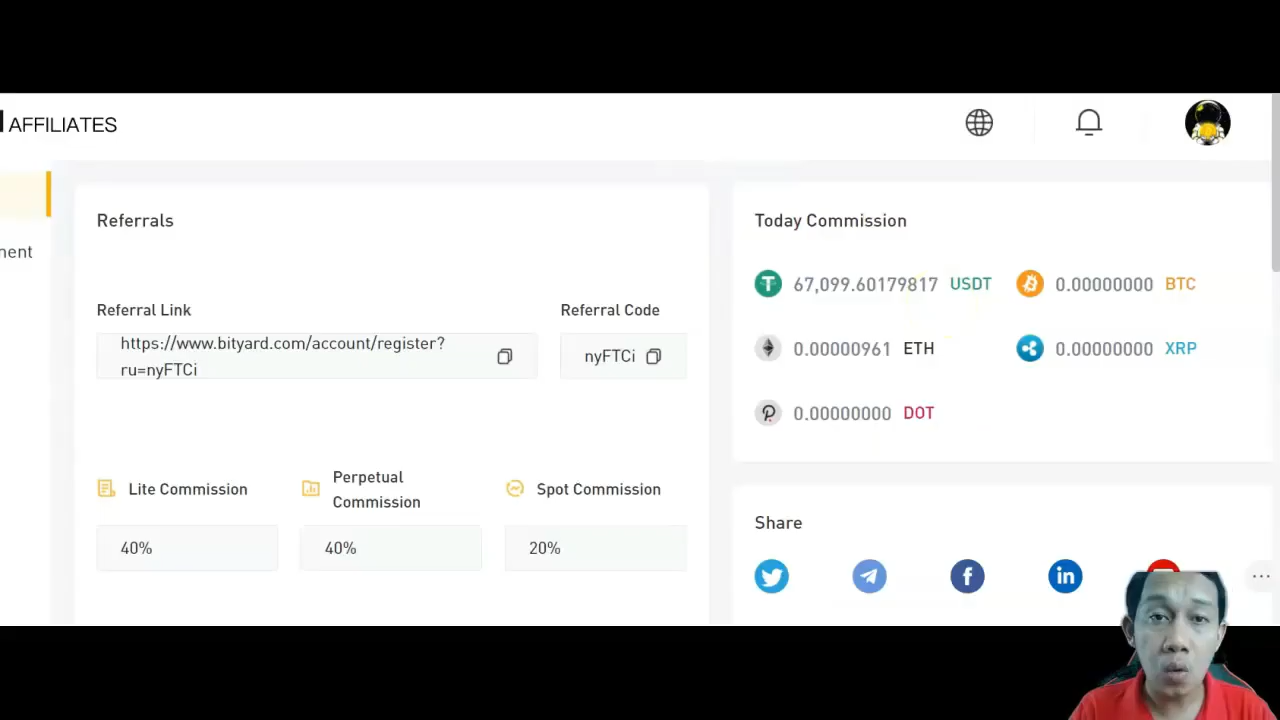 AFFILIATES
Referrals
Today Commission
67,099.60179817 USDT
0.00000000 BTC
ment
Referral Link
Referral Code
https://www.bityard.com/account/register?
ru=nyFTCi
nyFTCi
0.00000961 ETH
0.00000000 XRP
0.00000000 DOT
Lite Commission
Perpetual
Commission
Spot Commission
40%
40%
20%
Share